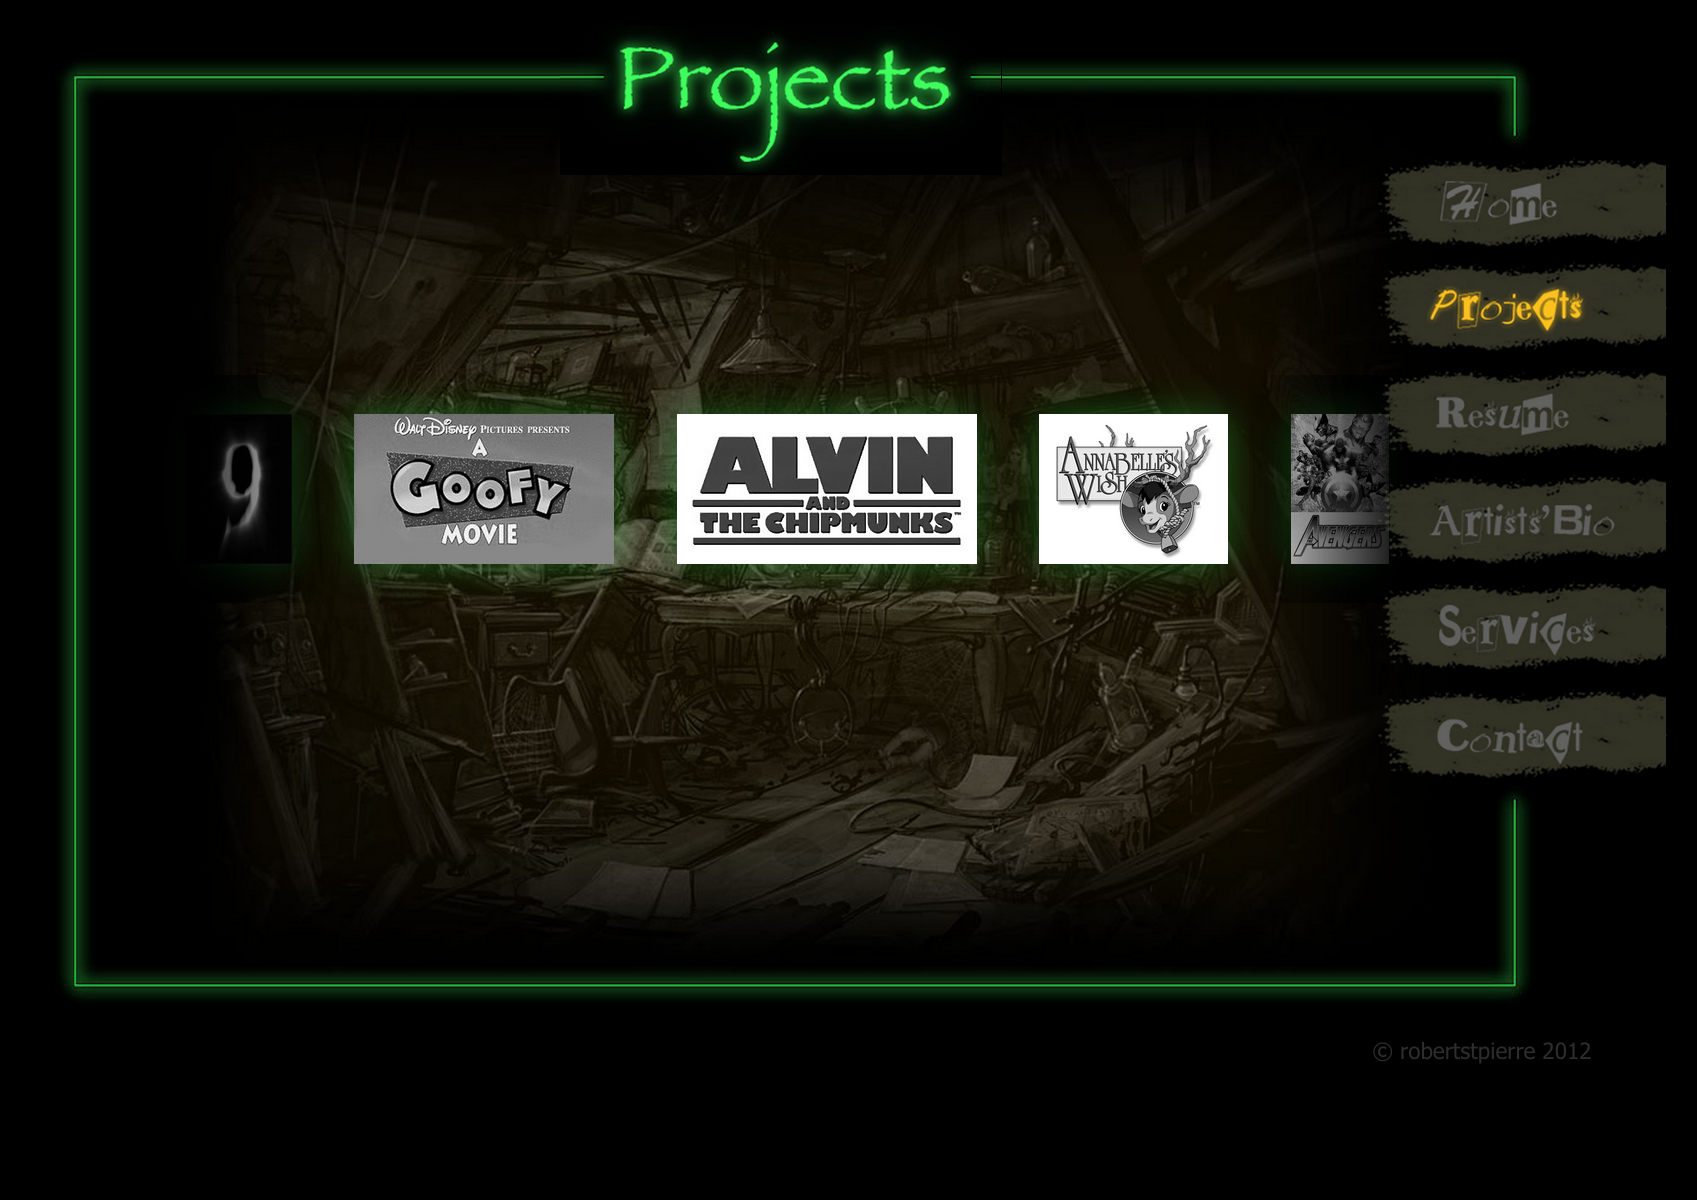 Projects
Home
Projects
9
WALT DISNEY PICTURES PRESENTS
A
GOOFY
MOVIE
ALVIN
AND
THE CHIPMUNKS™
ANNABELLE'S
WISH™
AVENGERS
Resume
Artists'Bio
Services
Contact
© robertstpierre 2012